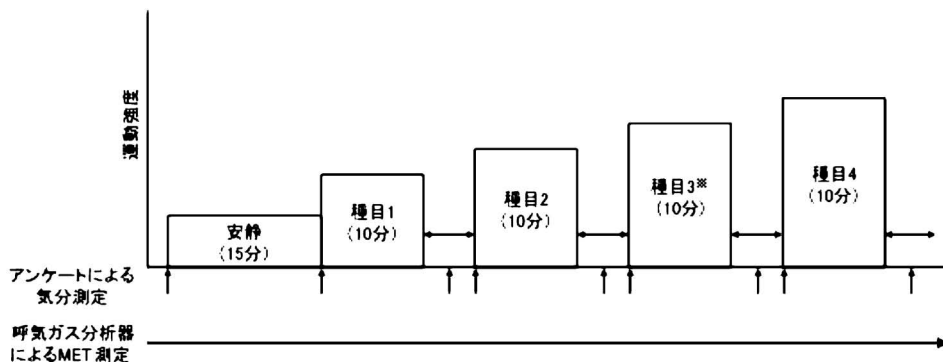 運動強度
安静
(15分)
種目1
(10分)
種目2
(10分)
種目3※
(10分)
種目4
(10分)
アンケートによる
気分測定
呼気ガス分析器
によるMET測定